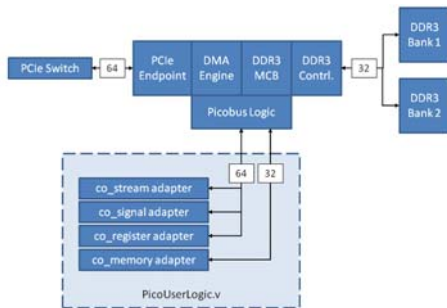 DDR3
Bank 1
PCIe Switch
64
PCIe
Endpoint
DMA
Engine
DDR3
MCB
DDR3
Contrl.
32
DDR3
Bank 2
Picobus Logic
64
32
co_stream adapter
co_signal adapter
co_register adapter
co_memory adapter
PicoUserLogic.v